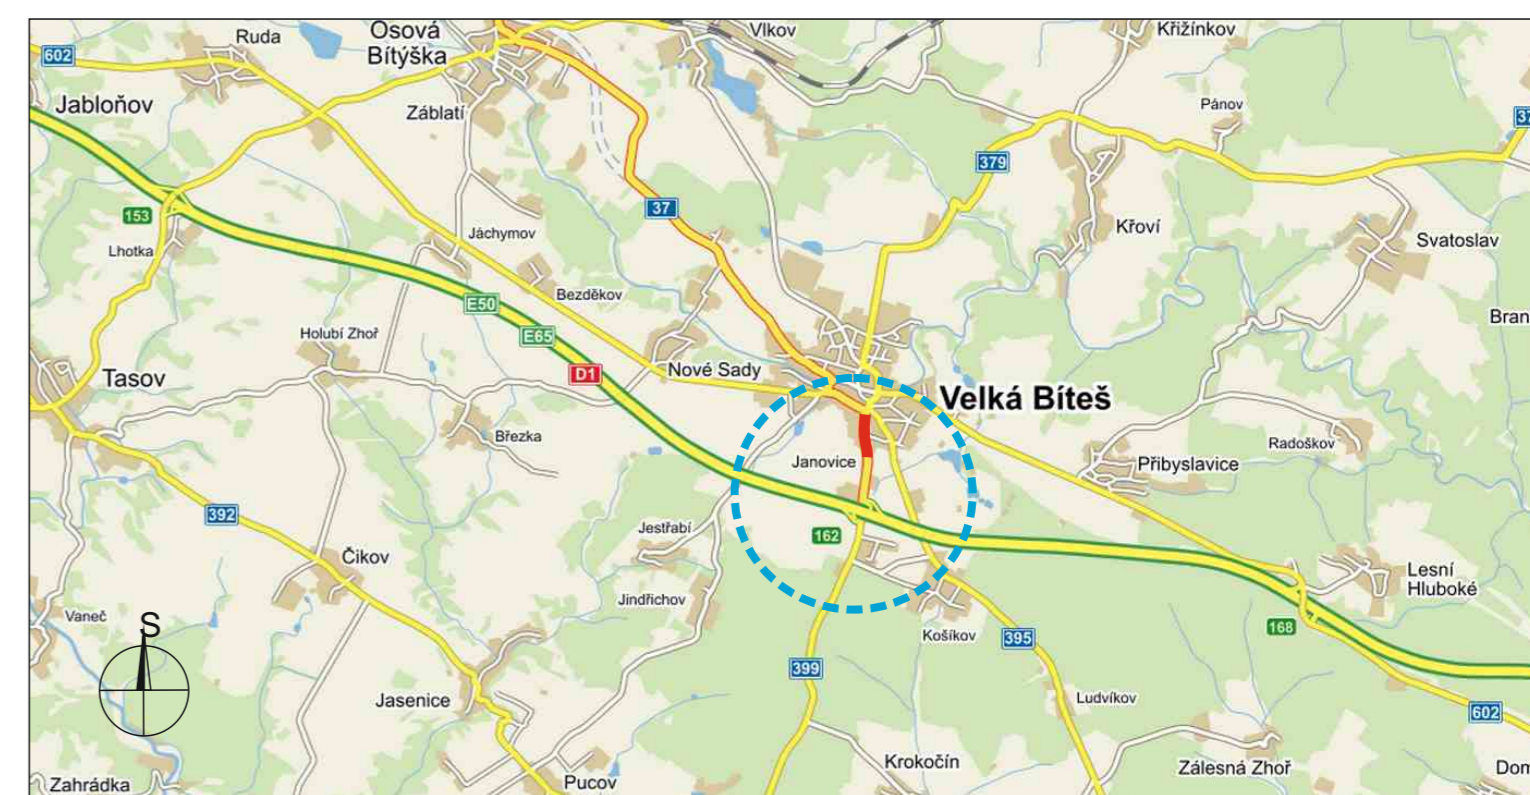 Ruda
Osová
Bítýška
Vlkov
Křižínkov
602
Jabloňov
Záblatí
Pánov
37
379
153
37
Lhotka
Jáchymov
Křoví
Svatoslav
E50
Bezděkov
E65
Holubí Zhoř
Bran
D1
Nové Sady
Tasov
Velká Bíteš
Březka
Janovice
Radoškov
Přibyslavice
392
Jestřabí
162
Čikov
Lesní
Hluboké
Jindřichov
Vaneč
S
168
Košíkov
395
399
Jasenice
Ludvíkov
602
Krokočín
Zálesná Zhoř
Dom
Zahrádka
Pucov